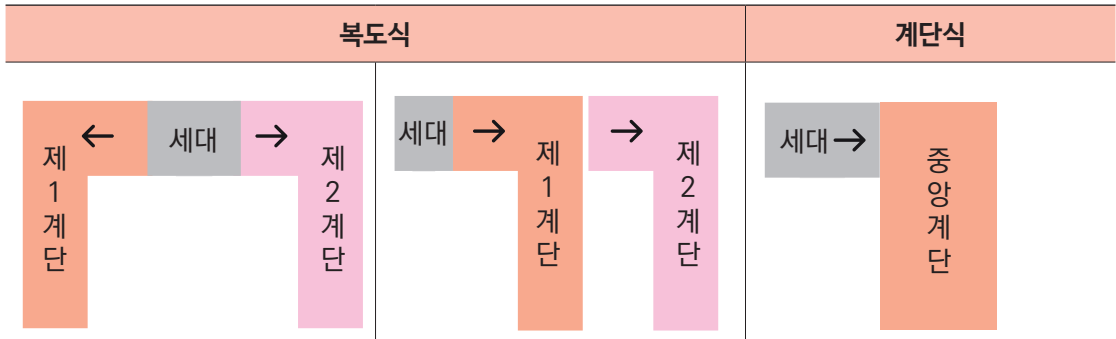 복도식
계단식
제1계단
← 세대 →
제2계단
세대 →
제1계단
→
제2계단
세대→
중앙계단